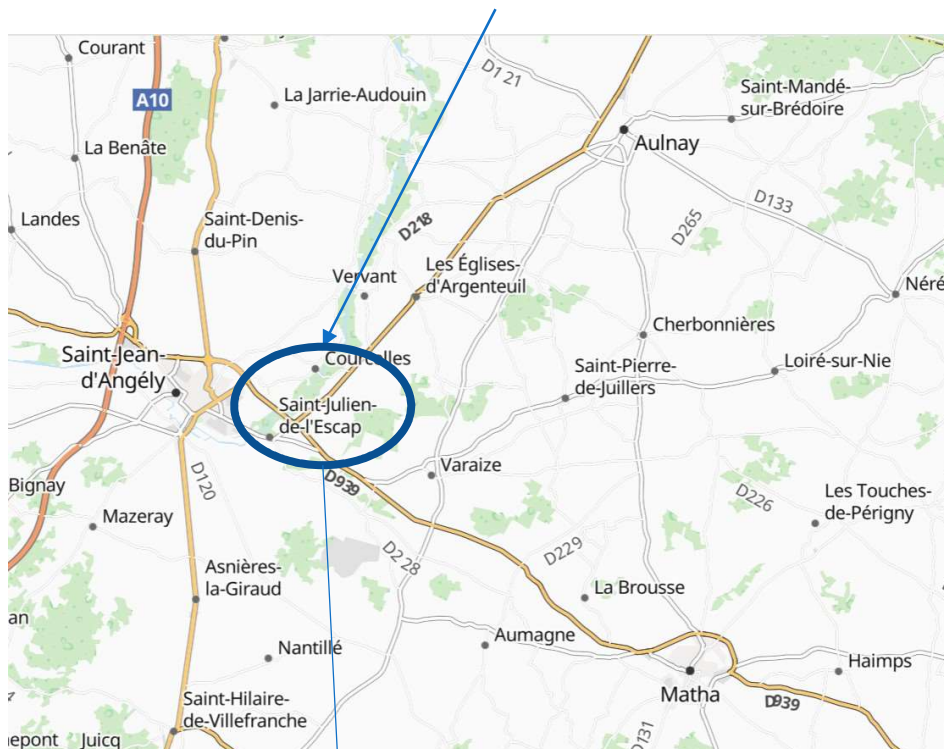 Courant
D121
A10
La Jarrie-Audouin
Saint-Mandé-
sur-Brédoire
Aulnay
La Benâte
D133
Landes
Saint-Denis-
du-Pin
D218
D265
Vervant
Les Églises-
d'Argenteuil
Néré
Cherbonnières
Saint-Jean-
d'Angély
Courcelles
Saint-Pierre-
de-Juillers
Loiré-sur-Nie
Saint-Julien-
de-l'Escap
D120
D939
Varaize
Bignay
Mazeray
D226
Les Touches-
de-Périgny
D228
D229
Asnières-
la-Giraud
La Brousse
an
Nantillé
Aumagne
Haimps
Matha
Saint-Hilaire-
de-Villefranche
D939
D131
nepont
Juicq